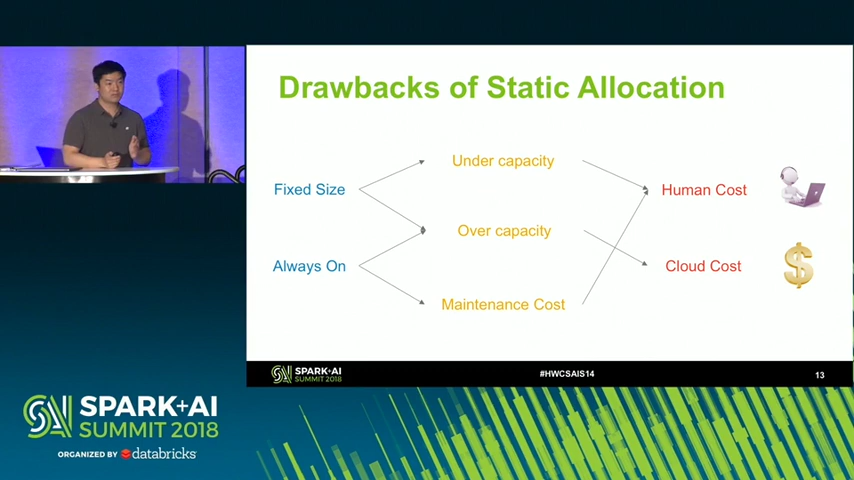 Drawbacks of Static Allocation
Under capacity
Fixed Size
Human Cost
Over capacity
Always On
Cloud Cost
$
Maintenance Cost
SPARK+AI
SUMMIT 2018
#HWCSAIS14
13
SPARK+AI
SUMMIT 2018
ORGANIZED BY databricks